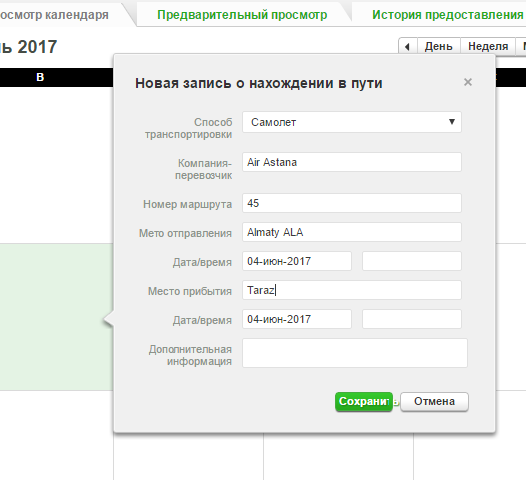 осмотр календаря
Предварительный просмотр
История предоставления
ь 2017
День
Неделя
В
Новая запись о нахождении в пути
×
Способ
транспортировки
Самолет
Компания-
перевозчик
Air Astana
Номер маршрута
45
Мето отправления
Almaty ALA
Дата/время
04-июн-2017
Место прибытия
Taraz
Дата/время
04-июн-2017
Дополнительная
информация
Сохранить
Отмена